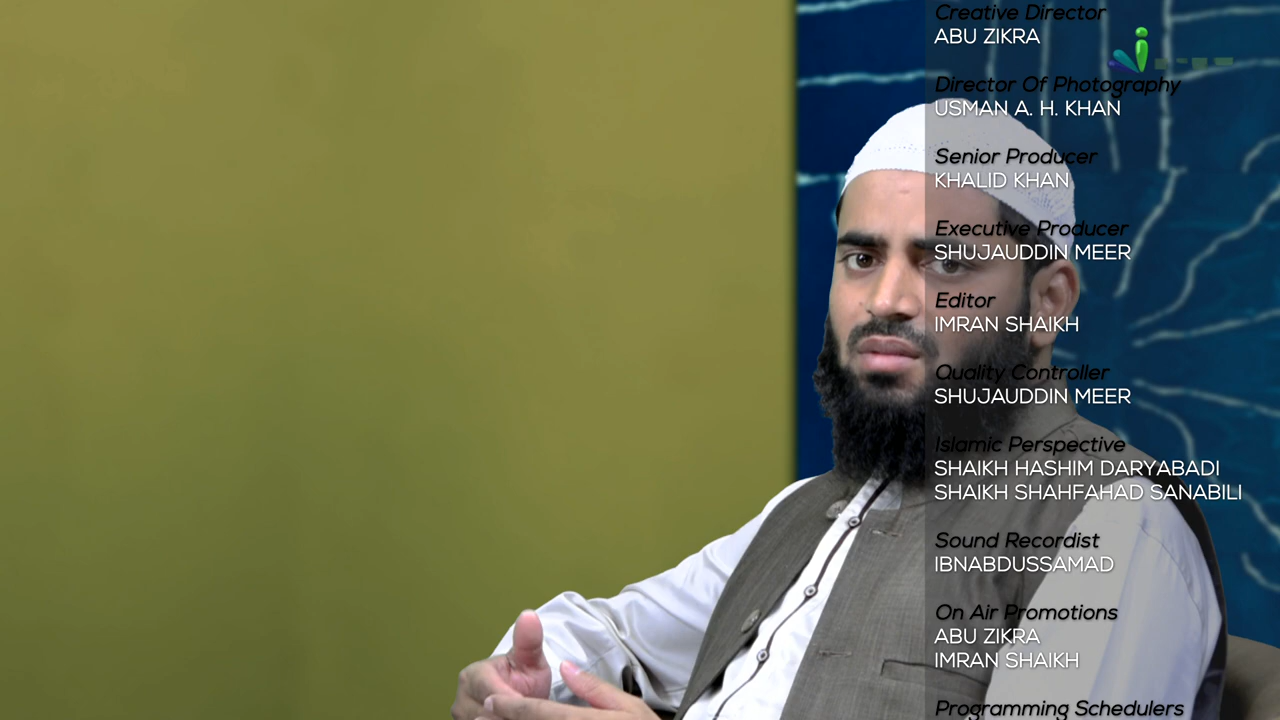 Creative Director
ABU ZIKRA
Director Of Photography
USMAN A. H. KHAN
Senior Producer
KHALID KHAN
Executive Producer
SHUJAUDDIN MEER
Editor
IMRAN SHAIKH
Quality Controller
SHUJAUDDIN MEER
Islamic Perspective
SHAIKH HASHIM DARYABADI
SHAIKH SHAHFAHAD SANABILI
Sound Recordist
IBNABDUSSAMAD
On Air Promotions
ABU ZIKRA
IMRAN SHAIKH
Programming Schedulers